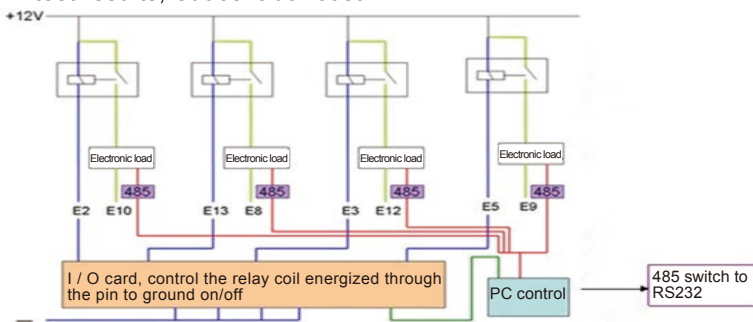 +12V
Electronic load
Electronic load
Electronic load
Electronic load
485
485
485
485
E2
E10
E13
E8
E3
E12
E5
E9
I / O card, control the relay coil energized through
the pin to ground on/off
PC control
485 switch to
RS232